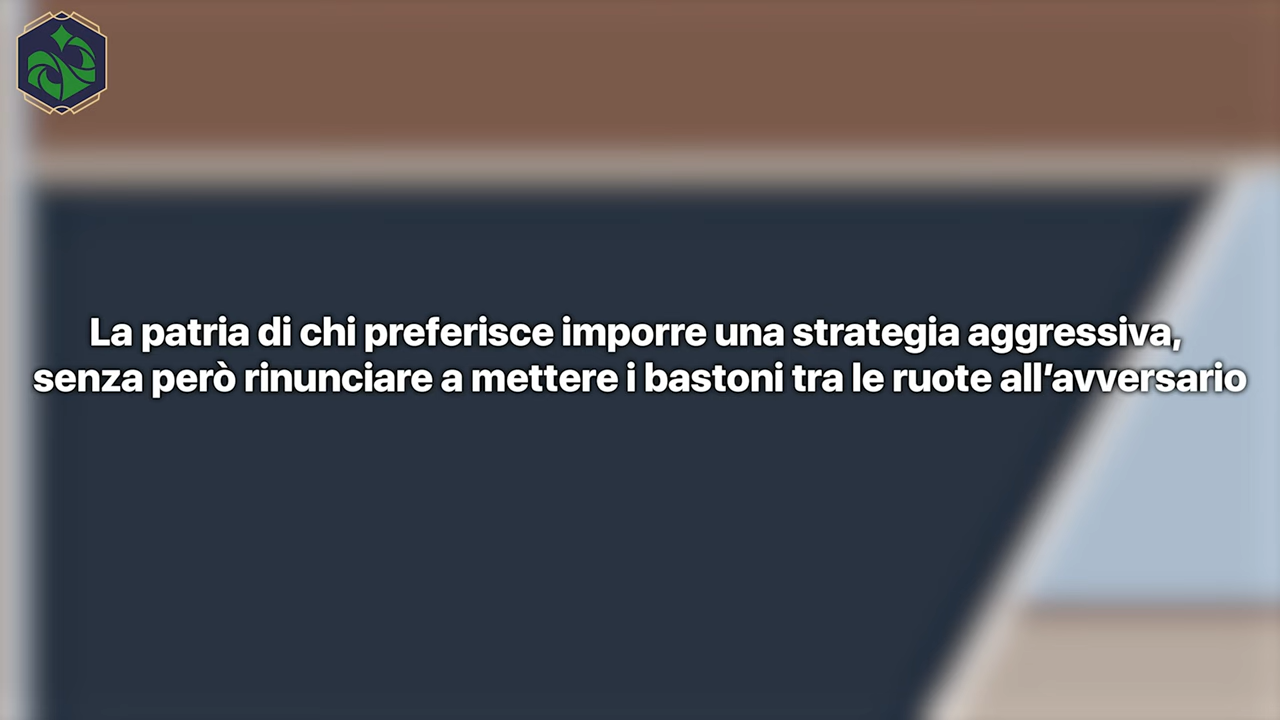 La patria di chi preferisce imporre una strategia aggressiva,
senza però rinunciare a mettere i bastoni tra le ruote all’avversario